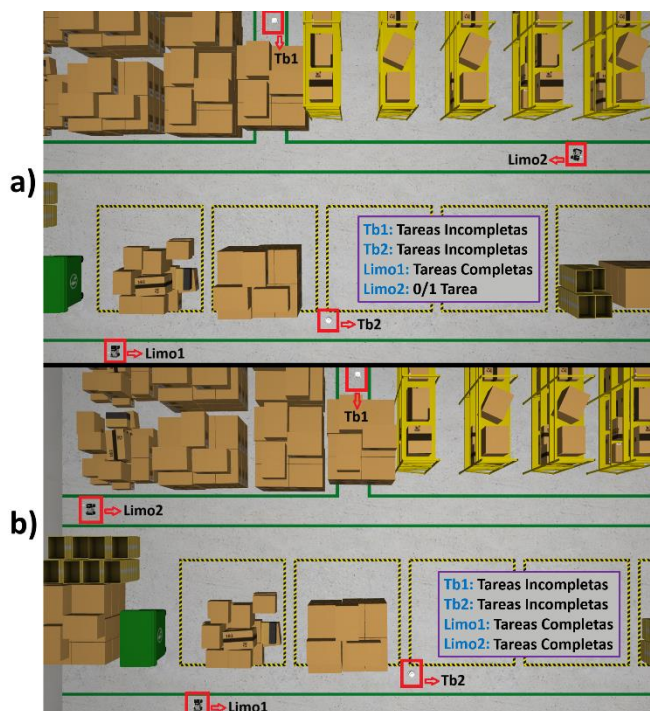 a)
Tb1
Limo2
Tb1: Tareas Incompletas
Tb2: Tareas Incompletas
Limo1: Tareas Completas
Limo2: 0/1 Tarea
Tb2
Limo1
b)
Tb1
Limo2
Tb1: Tareas Incompletas
Tb2: Tareas Incompletas
Limo1: Tareas Completas
Limo2: Tareas Completas
Tb2
Limo1